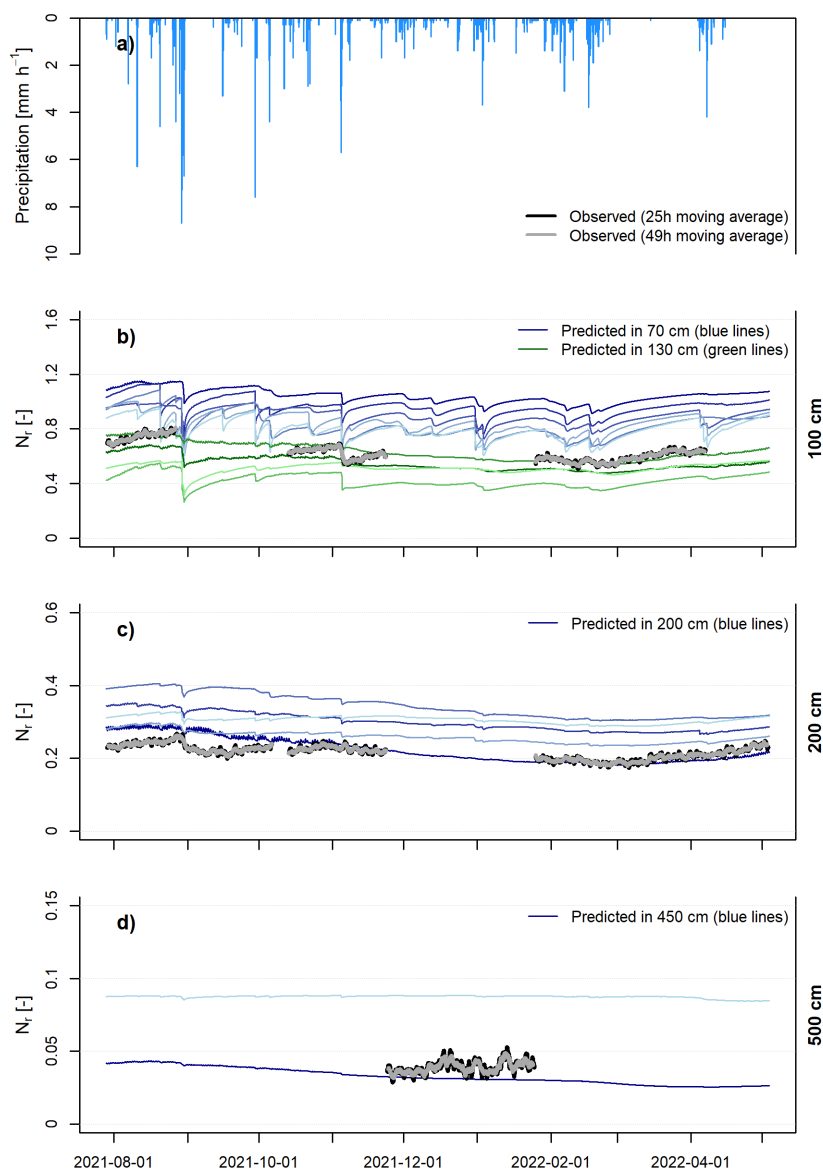 0
2
4
6
8
10
Precipitation [mm h⁻¹]
a)
Observed (25h moving average)
Observed (49h moving average)
1.6
1.2
0.8
0.4
0
Nr [-]
b)
Predicted in 70 cm (blue lines)
Predicted in 130 cm (green lines)
100 cm
0.6
0.4
0.2
0
Nr [-]
c)
Predicted in 200 cm (blue lines)
200 cm
0.15
0.1
0.05
0
Nr [-]
d)
Predicted in 450 cm (blue lines)
500 cm
2021-08-01 2021-10-01 2021-12-01 2022-02-01 2022-04-01